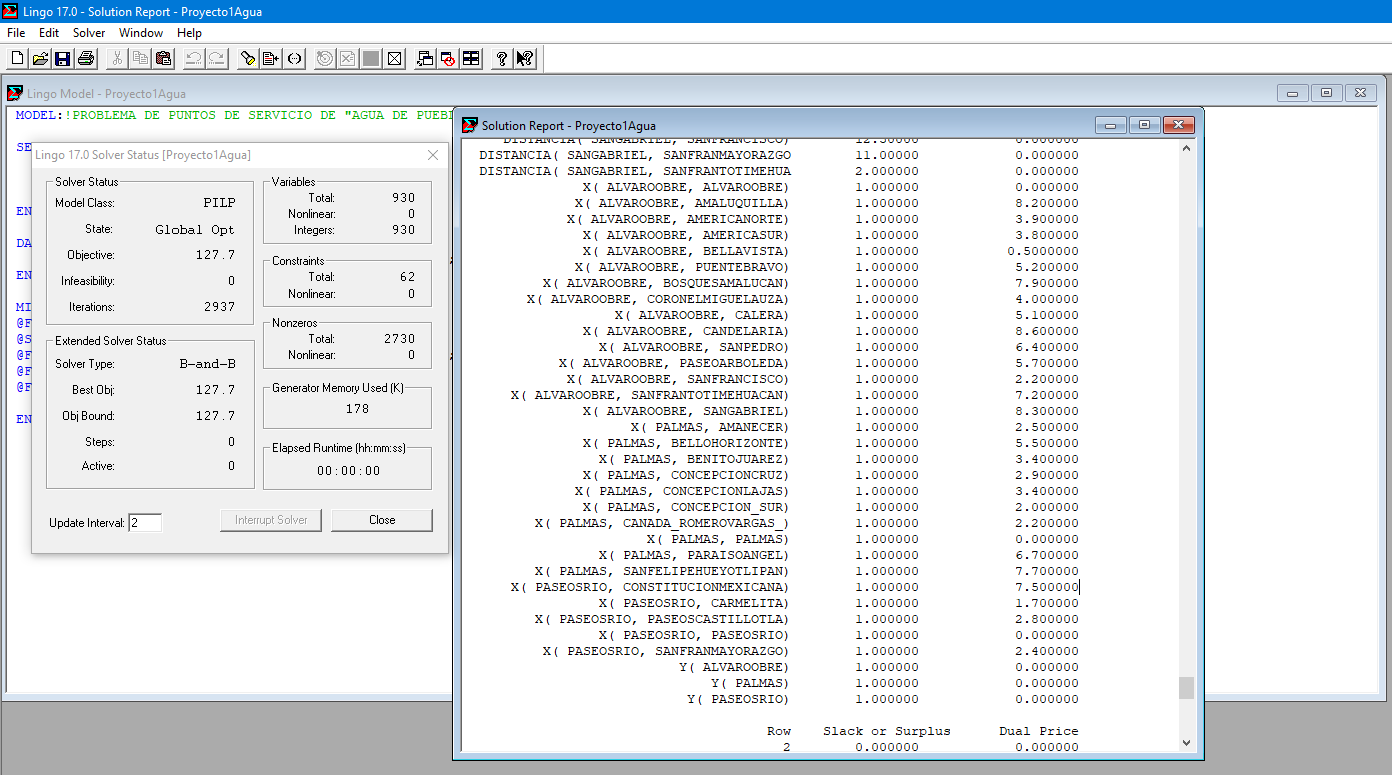 Lingo 17.0 - Solution Report - Proyecto1Agua
File Edit Solver Window Help
Lingo Model - Proyecto1Agua
MODEL:!PROBLEMA DE PUNTOS DE SERVICIO DE "AGUA DE PUEB
SE
EN
DA
EN
MI
@F
@S
@F
@F
@F
EN
Lingo 17.0 Solver Status [Proyecto1Agua]
Solver Status
Model Class: PILP
State: Global Opt
Objective: 127.7
Infeasibility: 0
Iterations: 2937
Extended Solver Status
Solver Type: B-and-B
Best Obj: 127.7
Obj Bound: 127.7
Steps: 0
Active: 0
Variables
Total: 930
Nonlinear: 0
Integers: 930
Constraints
Total: 62
Nonlinear: 0
Nonzeros
Total: 2730
Nonlinear: 0
Generator Memory Used (K)
178
Elapsed Runtime (hh:mm:ss)
00:00:00
Update Interval: 2
Interrupt Solver
Close
Solution Report - Proyecto1Agua
DISTANCIA( SANGABRIEL, SANFRANCISCO) 12.50000 0.000000
DISTANCIA( SANGABRIEL, SANFRANMAYORAZGO 11.00000 0.000000
DISTANCIA( SANGABRIEL, SANFRANTOTIMEHUA 2.000000 0.000000
X( ALVAROOBRE, ALVAROOBRE) 1.000000 0.000000
X( ALVAROOBRE, AMALUQUILLA) 1.000000 8.200000
X( ALVAROOBRE, AMERICANORTE) 1.000000 3.900000
X( ALVAROOBRE, AMERICASUR) 1.000000 3.800000
X( ALVAROOBRE, BELLAVISTA) 1.000000 0.5000000
X( ALVAROOBRE, PUENTEBRAVO) 1.000000 5.200000
X( ALVAROOBRE, BOSQUESAMALUCAN) 1.000000 7.900000
X( ALVAROOBRE, CORONELMIGUELAUZA) 1.000000 4.000000
X( ALVAROOBRE, CALERA) 1.000000 5.100000
X( ALVAROOBRE, CANDELARIA) 1.000000 8.600000
X( ALVAROOBRE, SANPEDRO) 1.000000 6.400000
X( ALVAROOBRE, PASEOARBOLEDA) 1.000000 5.700000
X( ALVAROOBRE, SANFRANCISCO) 1.000000 2.200000
X( ALVAROOBRE, SANFRANTOTIMEHUACAN) 1.000000 7.200000
X( ALVAROOBRE, SANGABRIEL) 1.000000 8.300000
X( PALMAS, AMANECER) 1.000000 2.500000
X( PALMAS, BELLOHORIZONTE) 1.000000 5.500000
X( PALMAS, BENITOJUAREZ) 1.000000 3.400000
X( PALMAS, CONCEPCIONCRUZ) 1.000000 2.900000
X( PALMAS, CONCEPCIONLAJAS) 1.000000 3.400000
X( PALMAS, CONCEPCION_SUR) 1.000000 2.000000
X( PALMAS, CANADA_ROMEROVARGAS_) 1.000000 2.200000
X( PALMAS, PALMAS) 1.000000 0.000000
X( PALMAS, PARAISOANGEL) 1.000000 6.700000
X( PALMAS, SANFELIPEHUEYOTLIPAN) 1.000000 7.700000
X( PASEOSRIO, CONSTITUCIONMEXICANA) 1.000000 7.500000
X( PASEOSRIO, CARMELITA) 1.000000 1.700000
X( PASEOSRIO, PASEOSCASTILLOTLA) 1.000000 2.800000
X( PASEOSRIO, PASEOSRIO) 1.000000 0.000000
X( PASEOSRIO, SANFRANMAYORAZGO) 1.000000 2.400000
Y( ALVAROOBRE) 1.000000 0.000000
Y( PALMAS) 1.000000 0.000000
Y( PASEOSRIO) 1.000000 0.000000
Row Slack or Surplus Dual Price
2 0.000000 0.000000